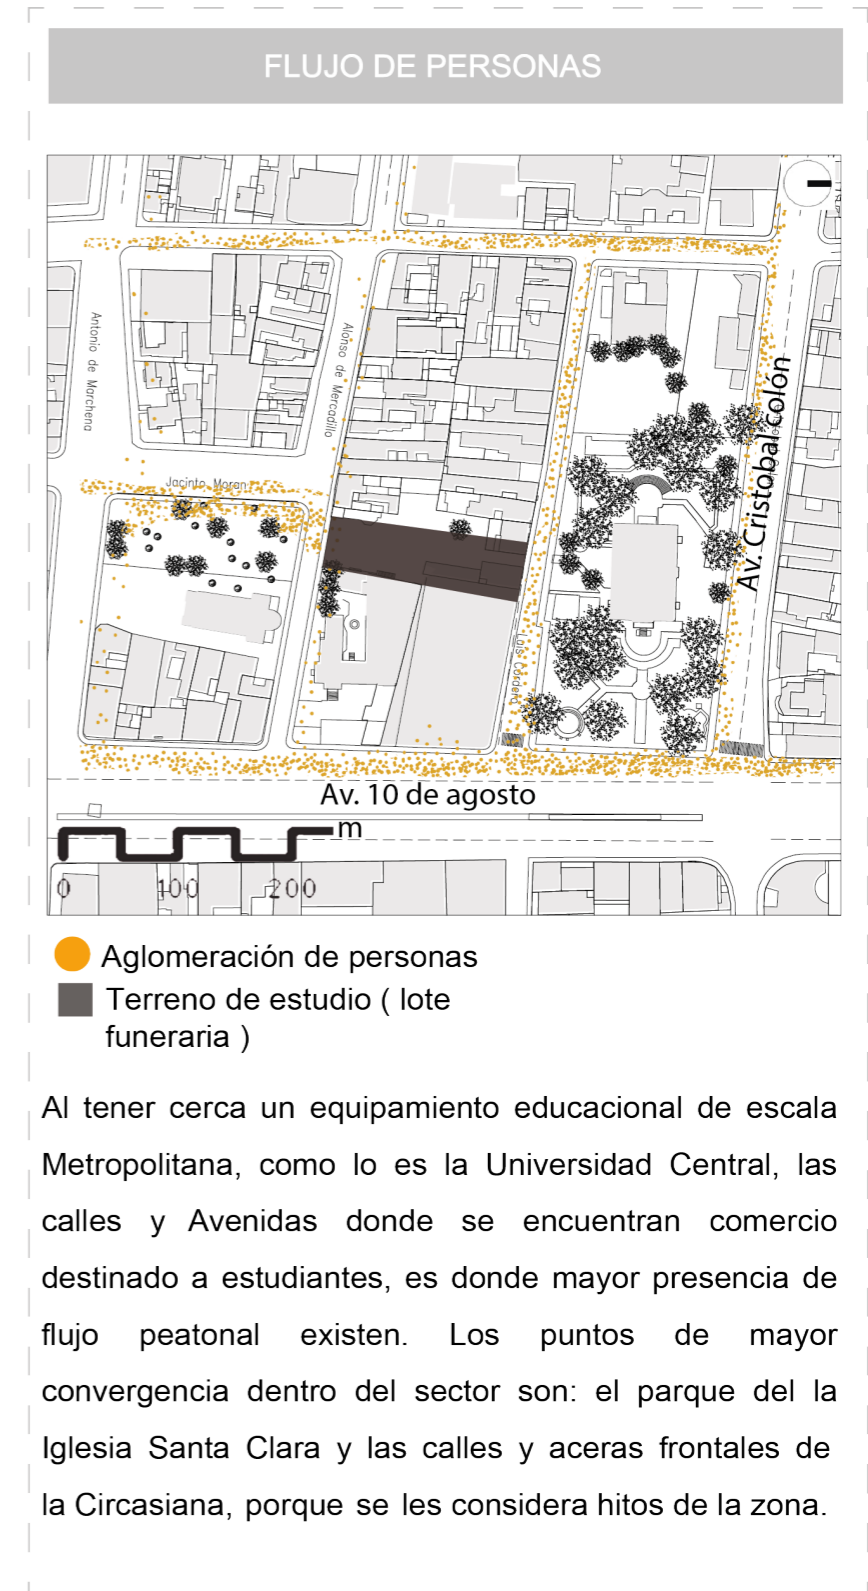 FLUJO DE PERSONAS
Antonio de Marchena
Alonso de Mercadillo
Jacinto Moran
Av. Cristobal colón
Luis Cordero
Av. 10 de agosto
m
0 100 200
Aglomeración de personas
Terreno de estudio ( lote
funeraria )
Al tener cerca un equipamiento educacional de escala
Metropolitana, como lo es la Universidad Central, las
calles y Avenidas donde se encuentran comercio
destinado a estudiantes, es donde mayor presencia de
flujo peatonal existen. Los puntos de mayor
convergencia dentro del sector son: el parque del la
Iglesia Santa Clara y las calles y aceras frontales de
la Circasiana, porque se les considera hitos de la zona.